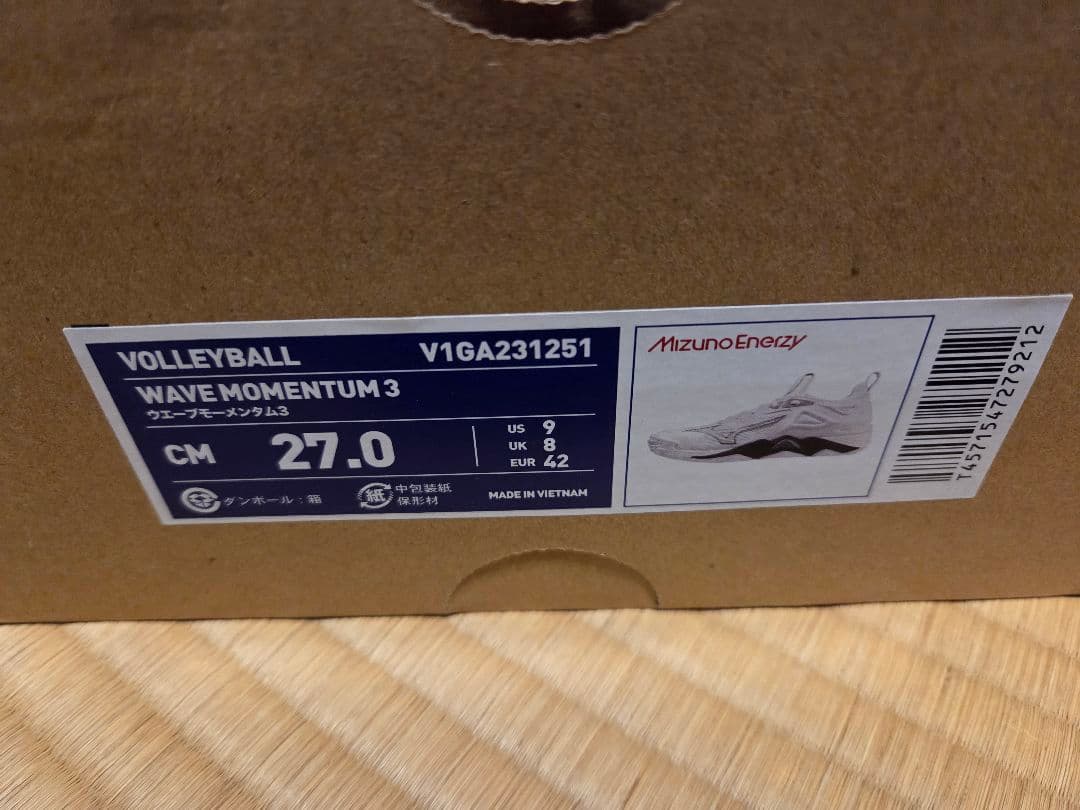 VOLLEYBALL V1GA231251
WAVE MOMENTUM 3
ウエーブモーメンタム3
CM 27.0
US 9
UK 8
EUR 42
ダンボール：箱
紙 中包装紙
保形材
MADE IN VIETNAM
Mizuno Enerzy
T4571547279212